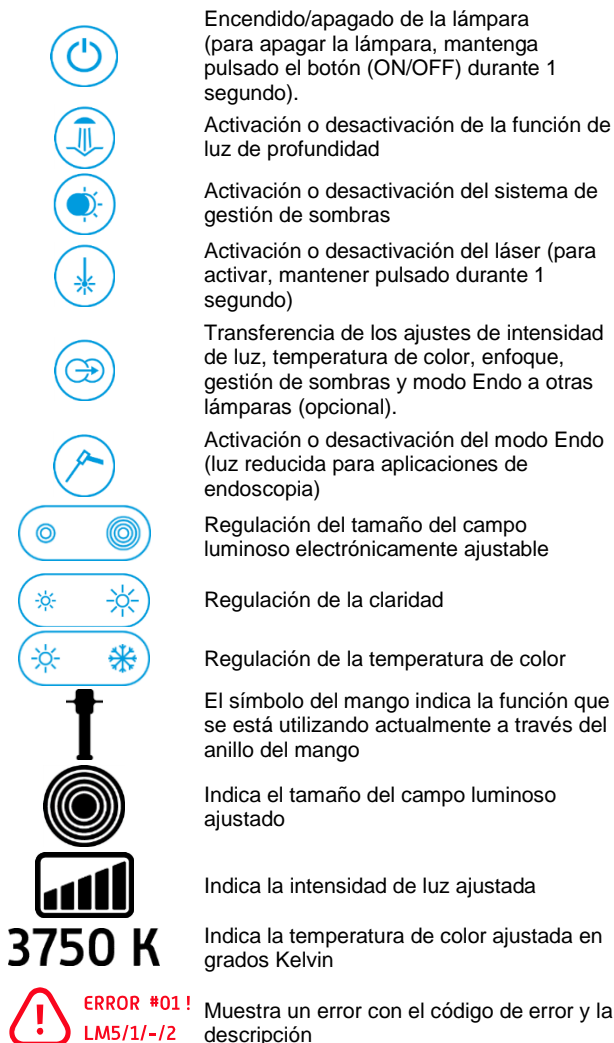 Encendido/apagado de la lámpara
(para apagar la lámpara, mantenga
pulsado el botón (ON/OFF) durante 1
segundo).
Activación o desactivación de la función de
luz de profundidad
Activación o desactivación del sistema de
gestión de sombras
Activación o desactivación del láser (para
activar, mantener pulsado durante 1
segundo)
Transferencia de los ajustes de intensidad
de luz, temperatura de color, enfoque,
gestión de sombras y modo Endo a otras
lámparas (opcional).
Activación o desactivación del modo Endo
(luz reducida para aplicaciones de
endoscopia)
Regulación del tamaño del campo
luminoso electrónicamente ajustable
Regulación de la claridad
Regulación de la temperatura de color
El símbolo del mango indica la función que
se está utilizando actualmente a través del
anillo del mango
Indica el tamaño del campo luminoso
ajustado
Indica la intensidad de luz ajustada
3750 K
Indica la temperatura de color ajustada en
grados Kelvin
ERROR #01!
LM5/1/-/2
Muestra un error con el código de error y la
descripción